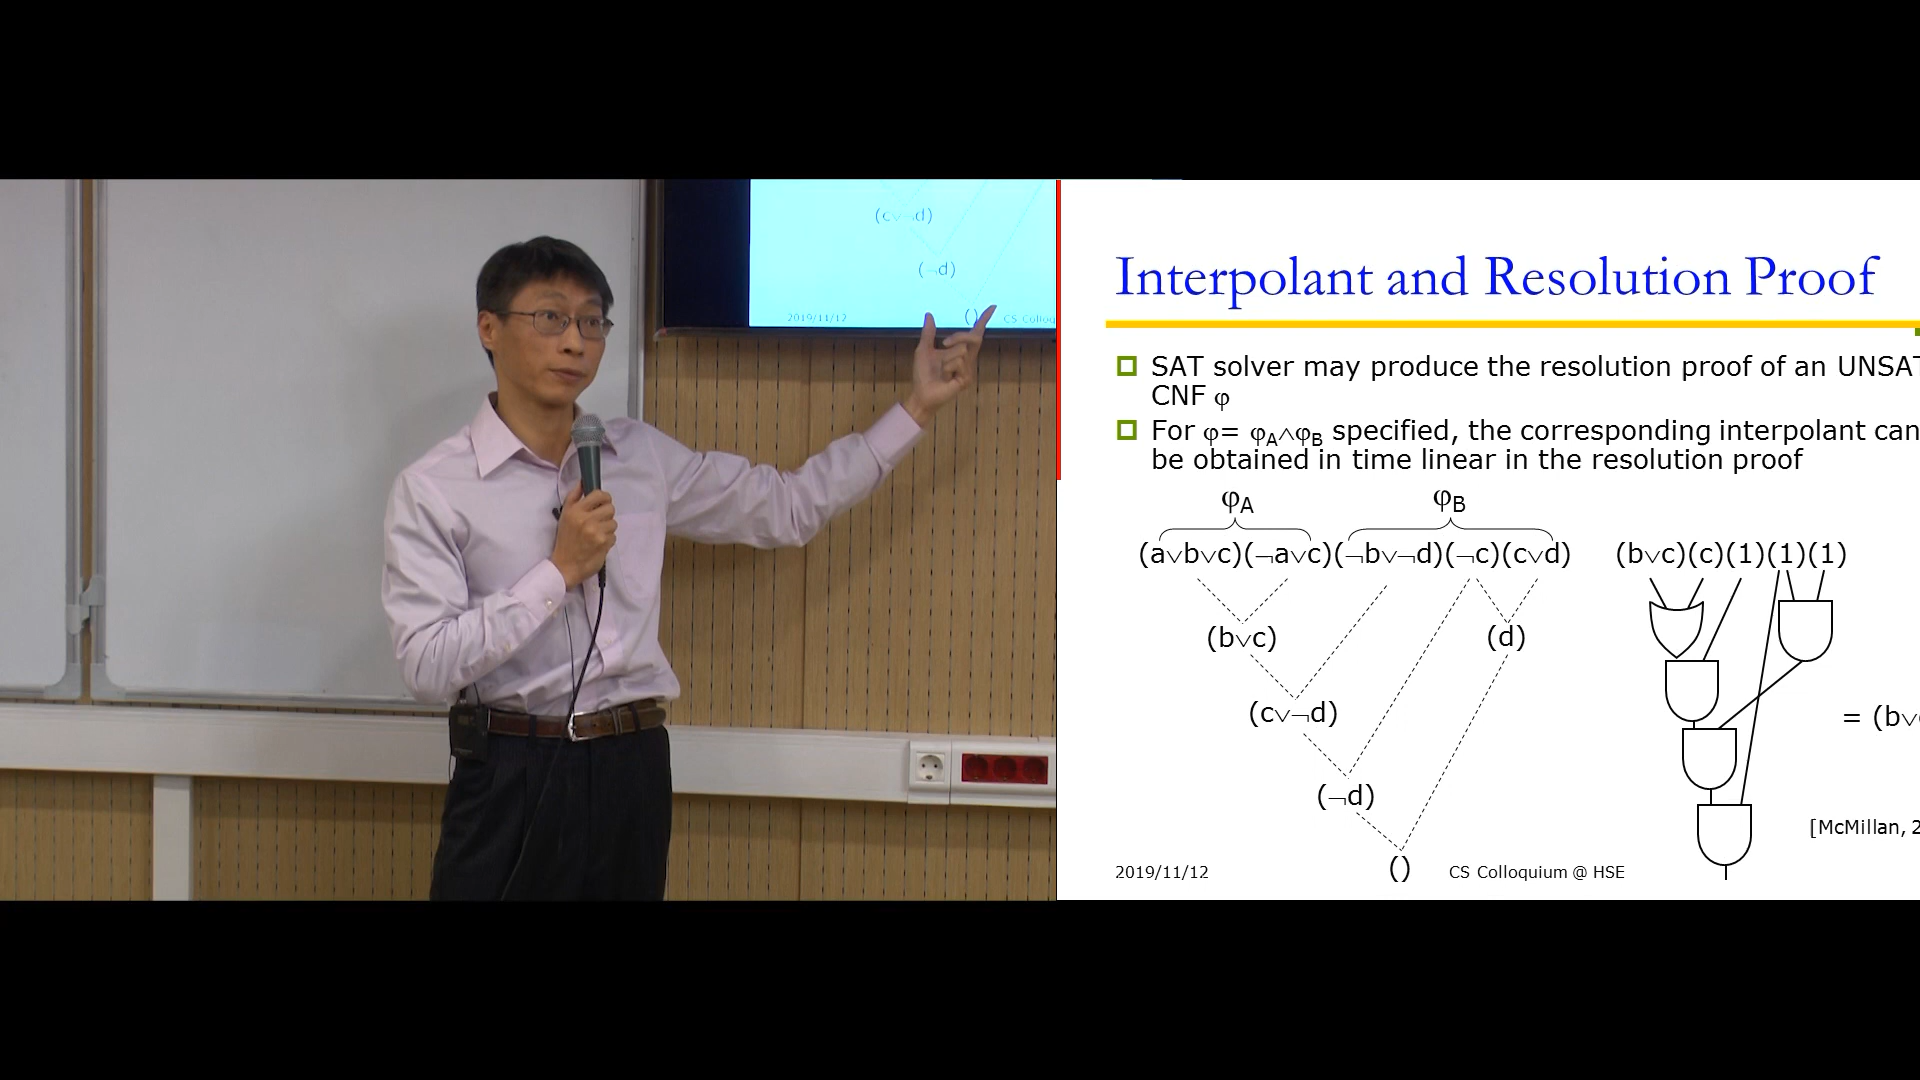 (c∨¬d)
(¬d)
()
2019/11/12
CS Colloqu
Interpolant and Resolution Proof
SAT solver may produce the resolution proof of an UNSAT
CNF φ
For φ= φA∧φB specified, the corresponding interpolant can
be obtained in time linear in the resolution proof
φA φB
(a∨b∨c)(¬a∨c)(¬b∨¬d)(¬c)(c∨d) (b∨c)(c)(1)(1)(1)
(b∨c) (d)
(c∨¬d) = (b∨
(¬d)
[McMillan, 2
()
2019/11/12 CS Colloquium @ HSE